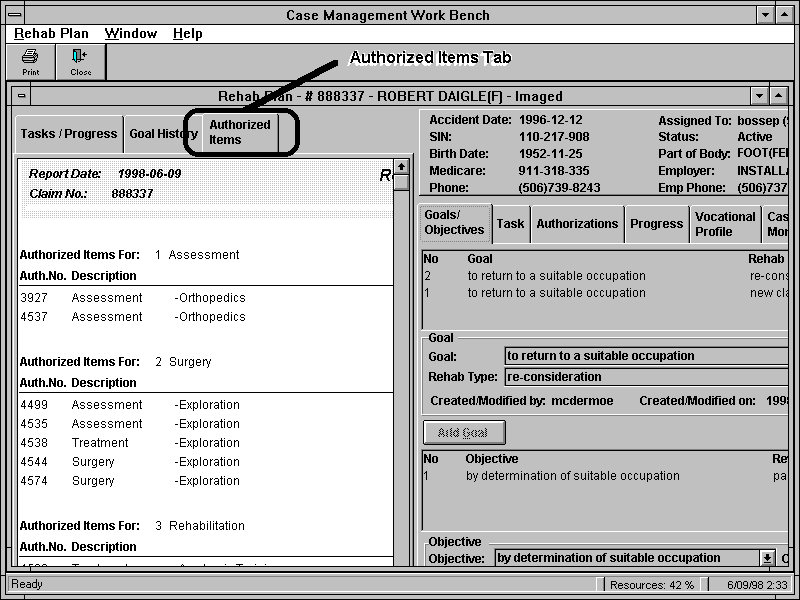 Case Management Work Bench
Rehab Plan Window Help
Print Close
Authorized Items Tab
Rehab Plan - # 888337 - ROBERT DAIGLE(F) - Imaged
Tasks / Progress Goal History Authorized Items
Report Date: 1998-06-09
Claim No.: 888337
Authorized Items For: 1 Assessment
Auth.No. Description
3927 Assessment -Orthopedics
4537 Assessment -Orthopedics
Authorized Items For: 2 Surgery
Auth.No. Description
4499 Assessment -Exploration
4535 Assessment -Exploration
4538 Treatment -Exploration
4544 Surgery -Exploration
4574 Surgery -Exploration
Authorized Items For: 3 Rehabilitation
Auth.No. Description
Accident Date: 1996-12-12 Assigned To: bossep (S
SIN: 110-217-908 Status: Active
Birth Date: 1952-11-25 Part of Body: FOOT(FEE
Medicare: 911-318-335 Employer: INSTALLA
Phone: (506)739-8243 Emp Phone: (506)737
Goals/ Objectives Task Authorizations Progress Vocational Profile Cas Mor
No Goal Rehab
2 to return to a suitable occupation re-cons
1 to return to a suitable occupation new cla
Goal
Goal: to return to a suitable occupation
Rehab Type: re-consideration
Created/Modified by: mcdermoe Created/Modified on: 1998
Add Goal
No Objective Re
1 by determination of suitable occupation pa
Objective
Objective: by determination of suitable occupation
Ready Resources: 42 % 6/09/98 2:33